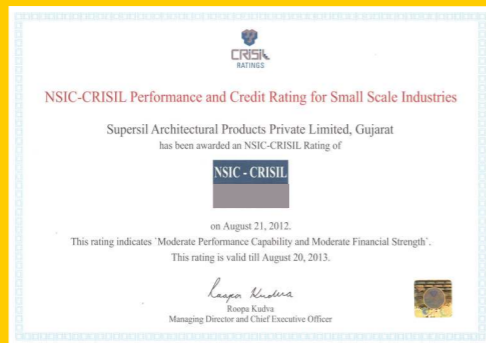 CRISIL
RATINGS
NSIC-CRISIL Performance and Credit Rating for Small Scale Industries
Supersil Architectural Products Private Limited, Gujarat
has been awarded an NSIC-CRISIL Rating of
NSIC - CRISIL
on August 21, 2012.
This rating indicates 'Moderate Performance Capability and Moderate Financial Strength'.
This rating is valid till August 20, 2013.
Roopa Kudva
Roopa Kudva
Managing Director and Chief Executive Officer